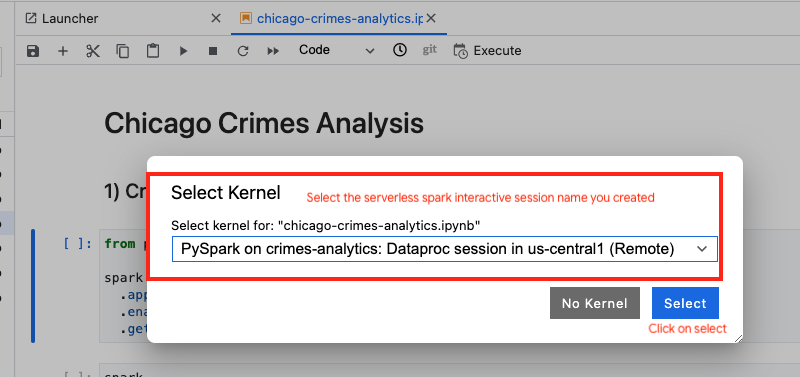 Launcher
chicago-crimes-analytics.ip
Code
git
Execute
Chicago Crimes Analysis
1) Cr
Select Kernel
Select the serverless spark interactive session name you created
Select kernel for: "chicago-crimes-analytics.ipynb"
PySpark on crimes-analytics: Dataproc session in us-central1 (Remote)
[ ]:
from p
spark
.app
.ena
.get
No Kernel
Select
Click on select
[ ]:
spark